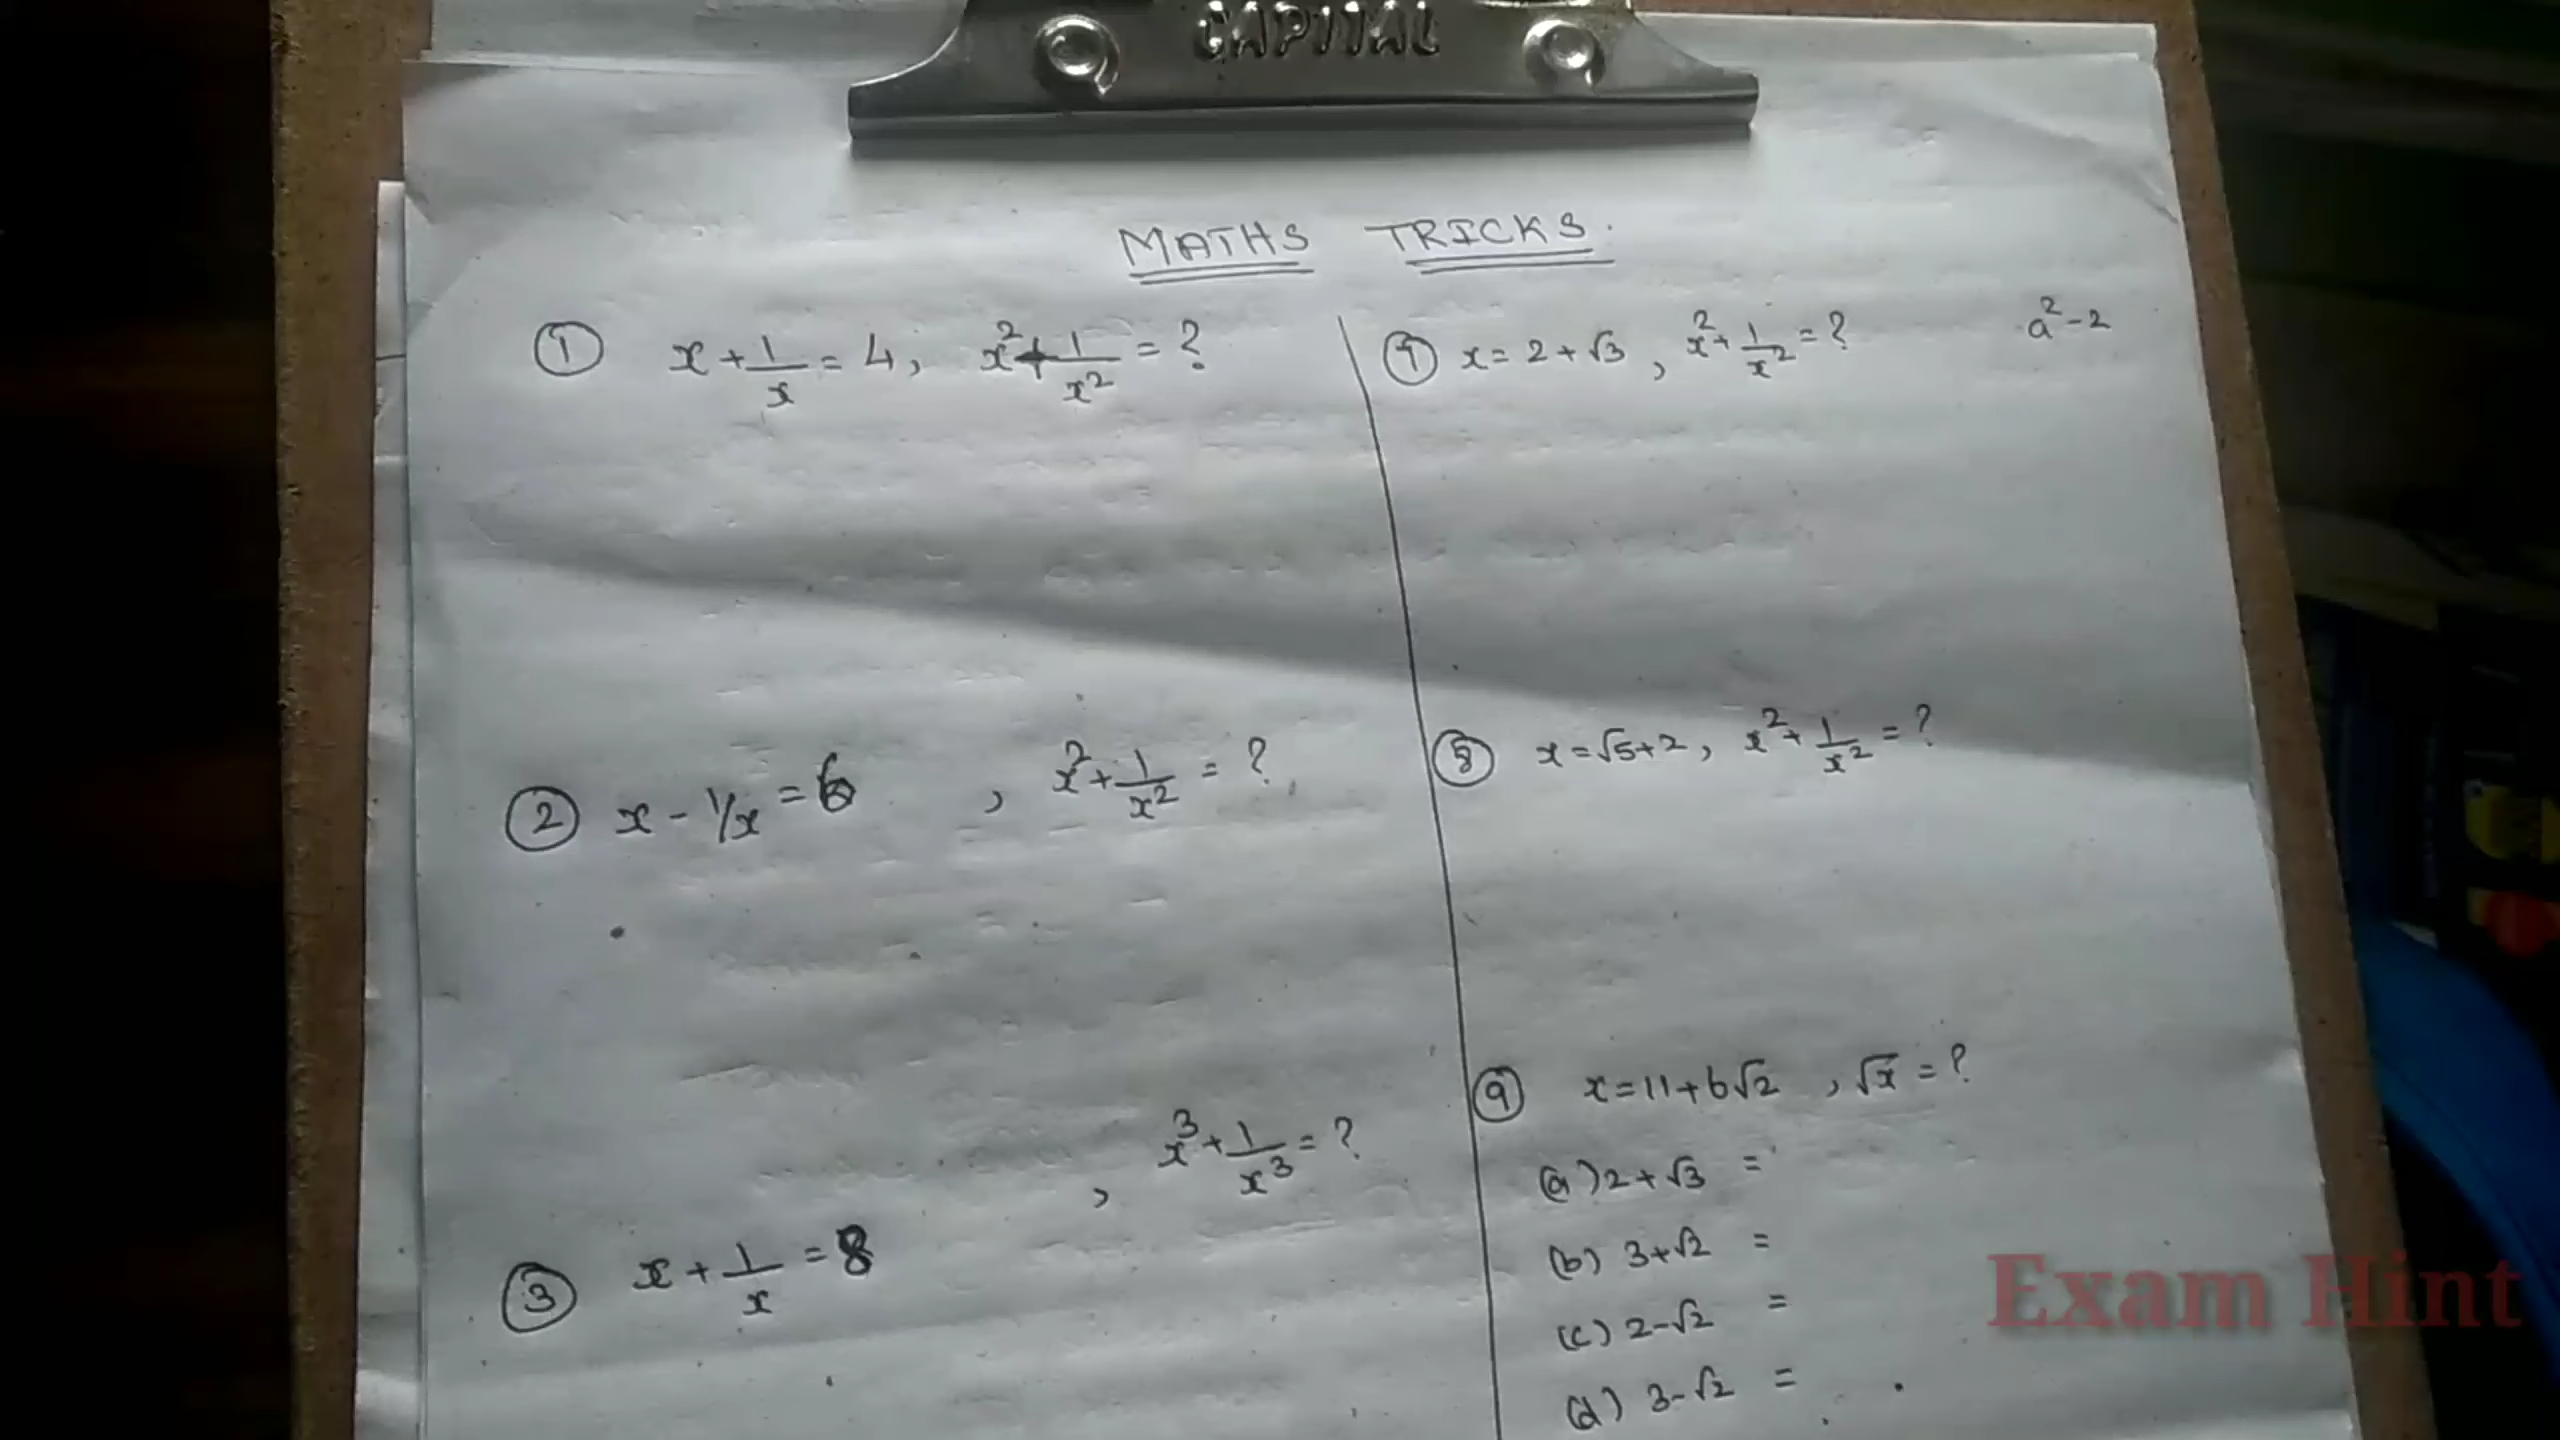 CAPITAL
MATHS TRICKS.
① x + 1/x = 4, x² + 1/x² = ?
② x - 1/x = 6, x² + 1/x² = ?
③ x + 1/x = 8, x³ + 1/x³ = ?
⑦ x = 2 + √3, x² + 1/x² = ? a² - 2
⑧ x = √5 + 2, x² + 1/x² = ?
⑨ x = 11 + 6√2, √x = ?
(a) 2 + √3 =
(b) 3 + √2 =
(c) 2 - √2 =
(d) 3 - √2 =
Exam Hint